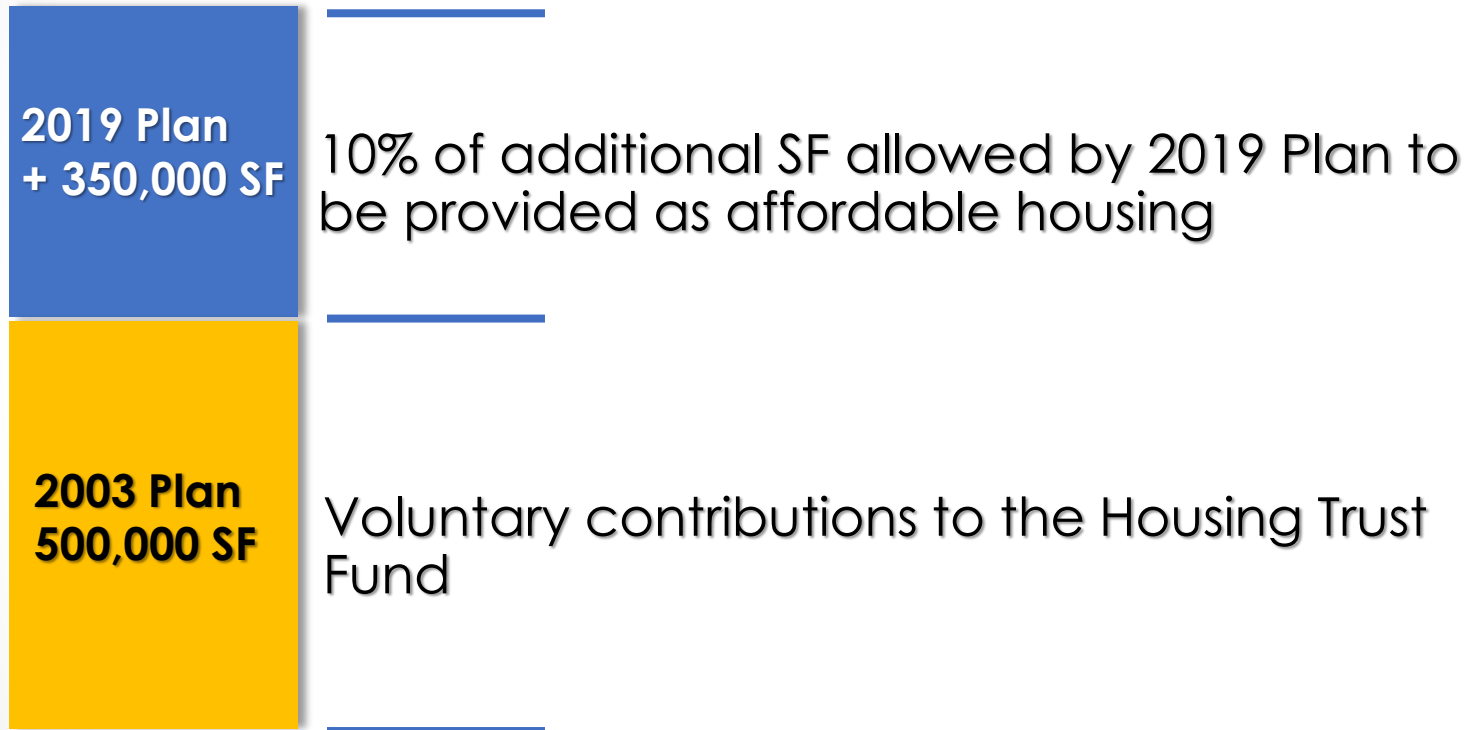 2019 Plan
+ 350,000 SF
10% of additional SF allowed by 2019 Plan to
be provided as affordable housing
2003 Plan
500,000 SF
Voluntary contributions to the Housing Trust
Fund